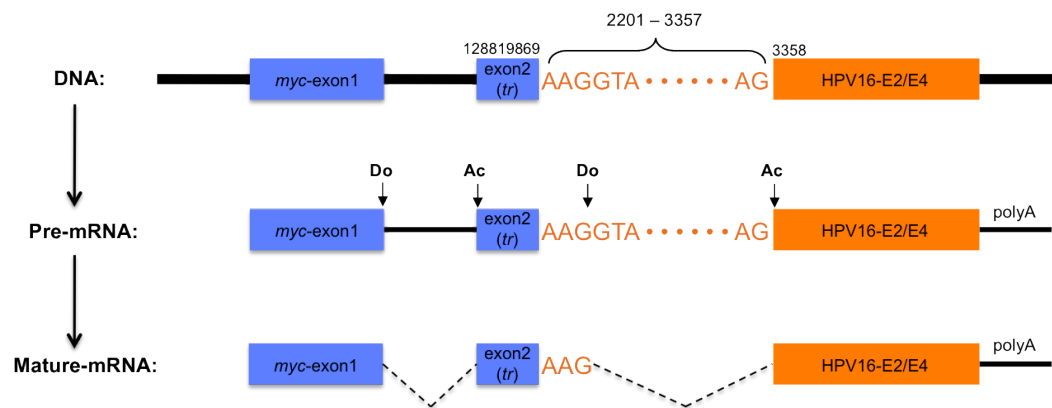 2201 – 3357
128819869
3358
DNA:
myc-exon1
exon2
(tr)
AAGGTA • • • • • • AG
HPV16-E2/E4
Do
Ac
Do
Ac
Pre-mRNA:
myc-exon1
exon2
(tr)
AAGGTA • • • • • • AG
HPV16-E2/E4
polyA
Mature-mRNA:
myc-exon1
exon2
(tr)
AAG
HPV16-E2/E4
polyA